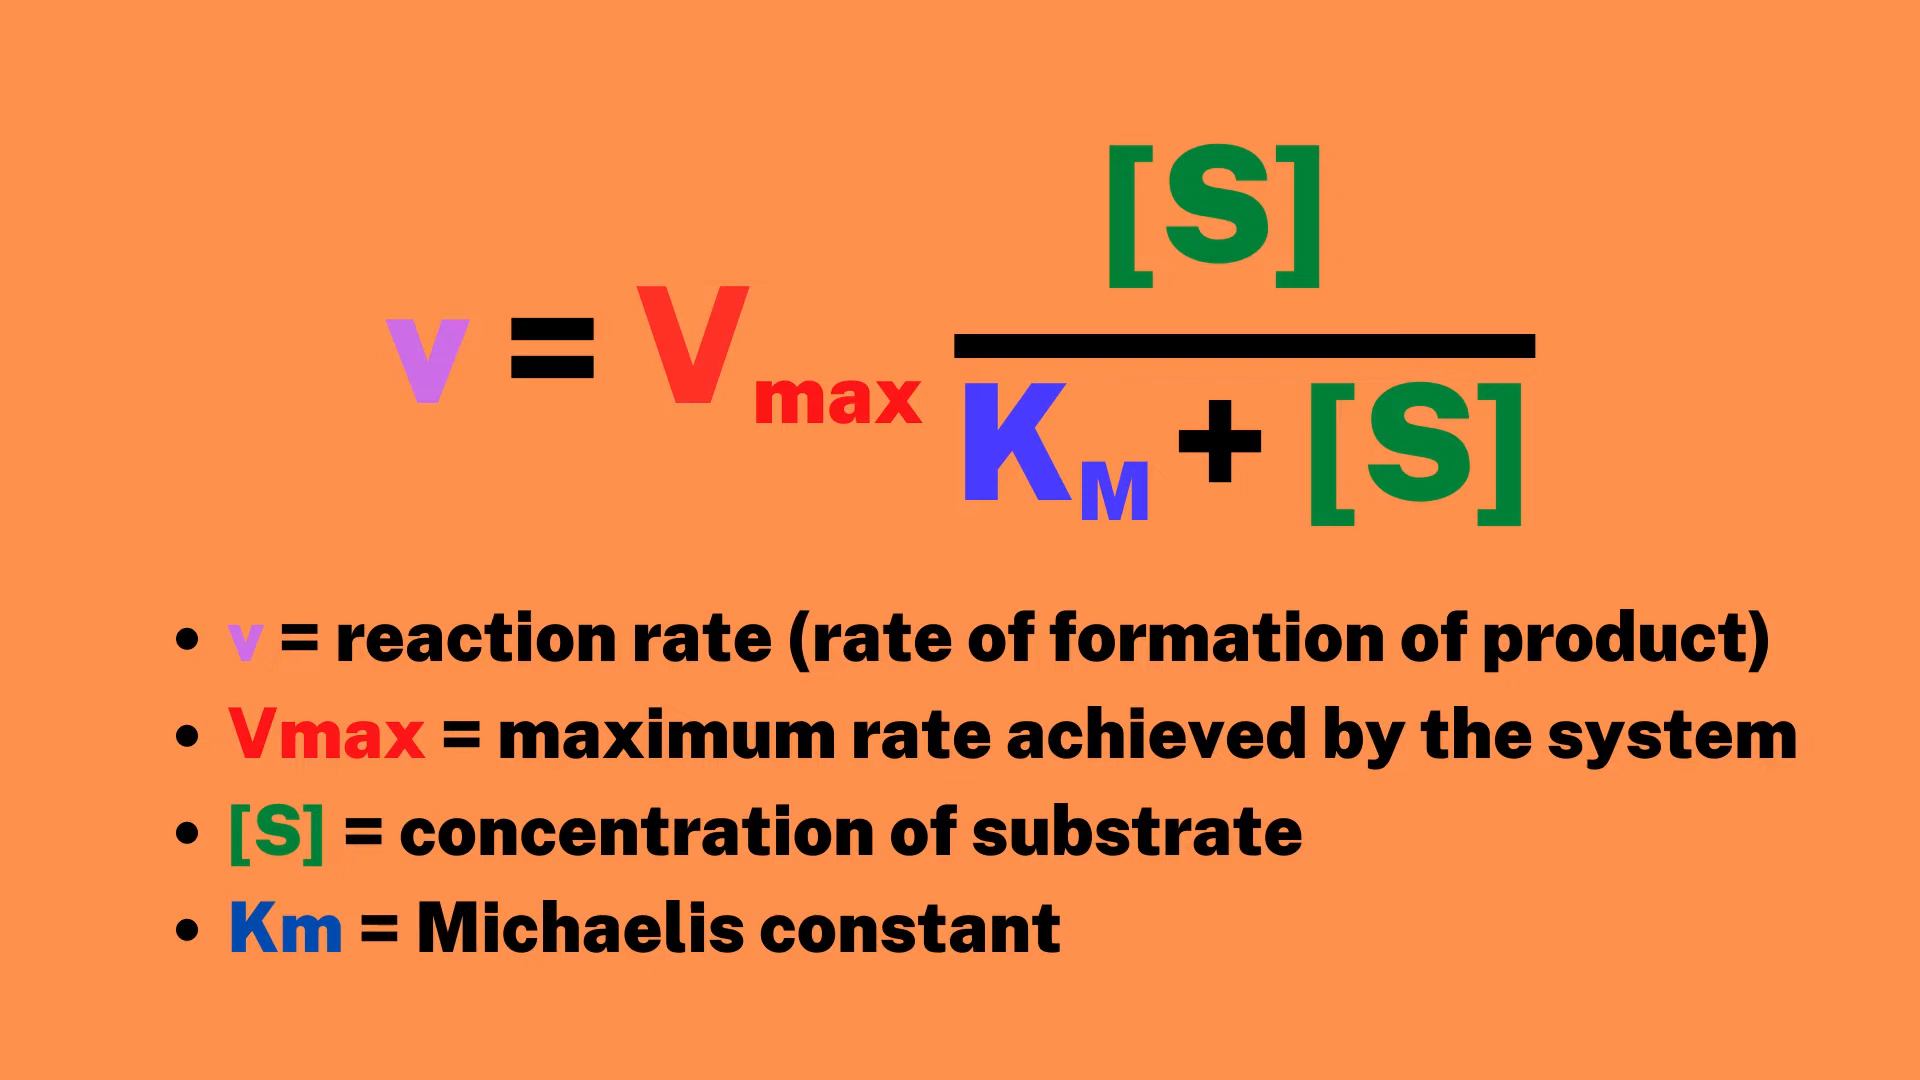 v = Vmax [S]
KM + [S]
• v = reaction rate (rate of formation of product)
• Vmax = maximum rate achieved by the system
• [S] = concentration of substrate
• Km = Michaelis constant